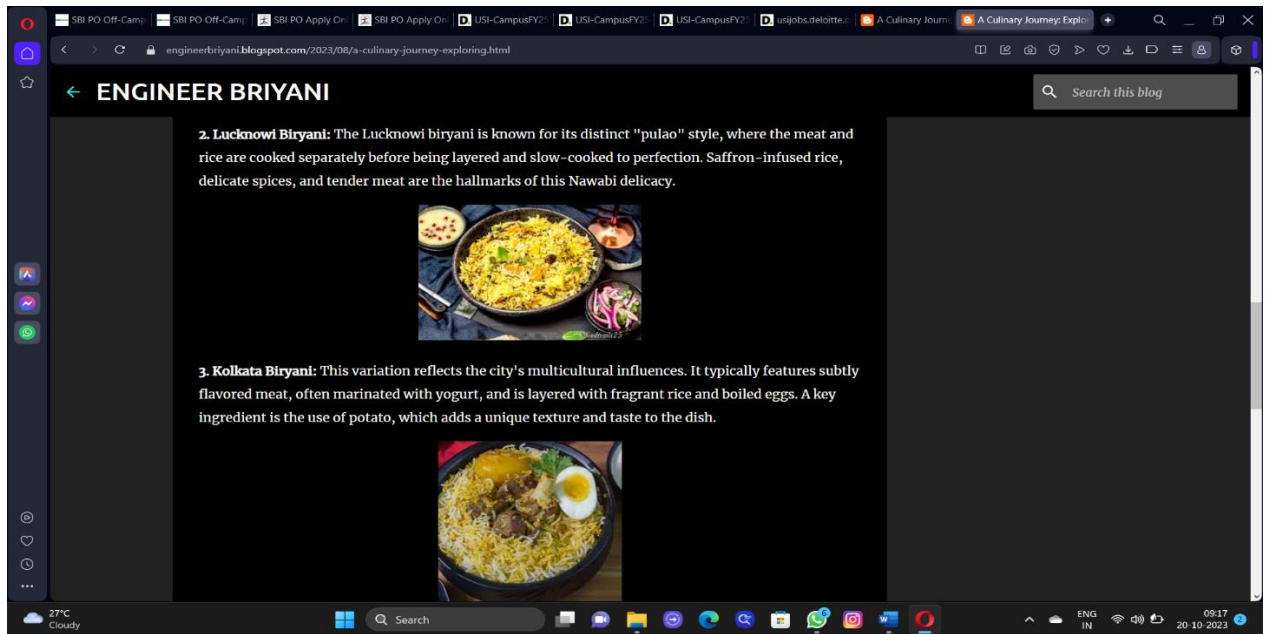 SBI PO Off-Camp
SBI PO Off-Camp
SBI PO Apply Onl
SBI PO Apply Onl
D. USI-CampusFY25
D. USI-CampusFY25
D. USI-CampusFY25
D. usijobs.deloitte.c
A Culinary Journe
A Culinary Journey: Explo
engineerbriyani.blogspot.com/2023/08/a-culinary-journey-exploring.html
ENGINEER BRIYANI
Search this blog
2. Lucknowi Biryani: The Lucknowi biryani is known for its distinct "pulao" style, where the meat and
rice are cooked separately before being layered and slow-cooked to perfection. Saffron-infused rice,
delicate spices, and tender meat are the hallmarks of this Nawabi delicacy.
3. Kolkata Biryani: This variation reflects the city's multicultural influences. It typically features subtly
flavored meat, often marinated with yogurt, and is layered with fragrant rice and boiled eggs. A key
ingredient is the use of potato, which adds a unique texture and taste to the dish.
27°C
Cloudy
Search
6
ENG
IN
09:17
20-10-2023
2